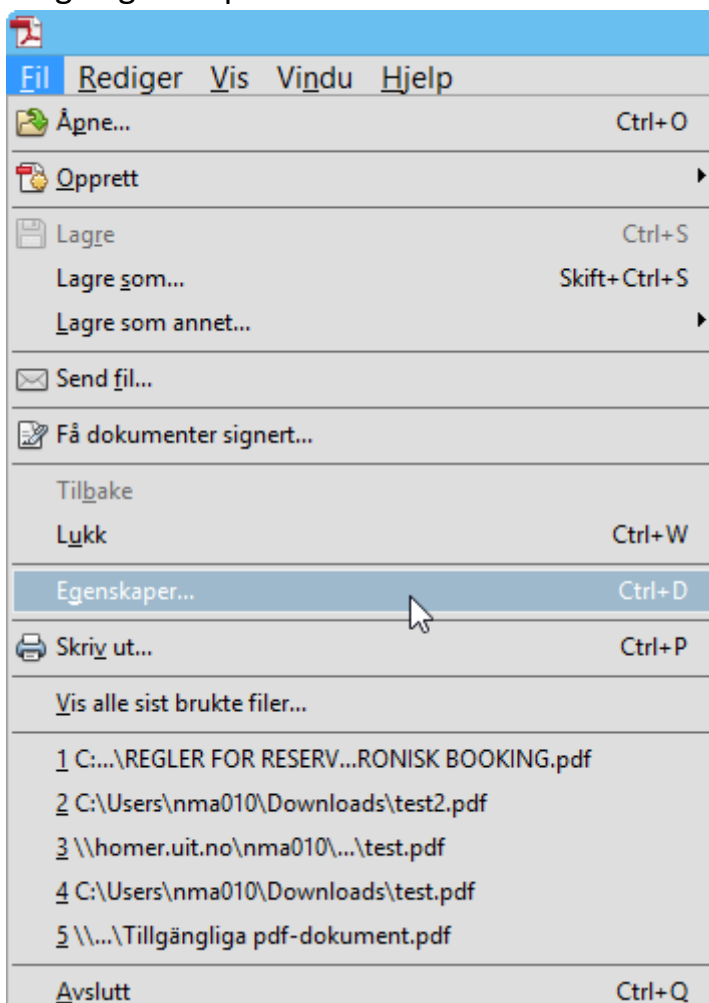 Fil Rediger Vis Vindu Hjelp
Åpne... Ctrl+O
Opprett
Lagre Ctrl+S
Lagre som... Skift+Ctrl+S
Lagre som annet...
Send fil...
Få dokumenter signert...
Tilbake
Lukk Ctrl+W
Egenskaper... Ctrl+D
Skriv ut... Ctrl+P
Vis alle sist brukte filer...
1 C:...\REGLER FOR RESERV...RONISK BOOKING.pdf
2 C:\Users\nma010\Downloads\test2.pdf
3 \\homer.uit.no\nma010\...\test.pdf
4 C:\Users\nma010\Downloads\test.pdf
5 \\...\Tillgängliga pdf-dokument.pdf
Avslutt Ctrl+Q